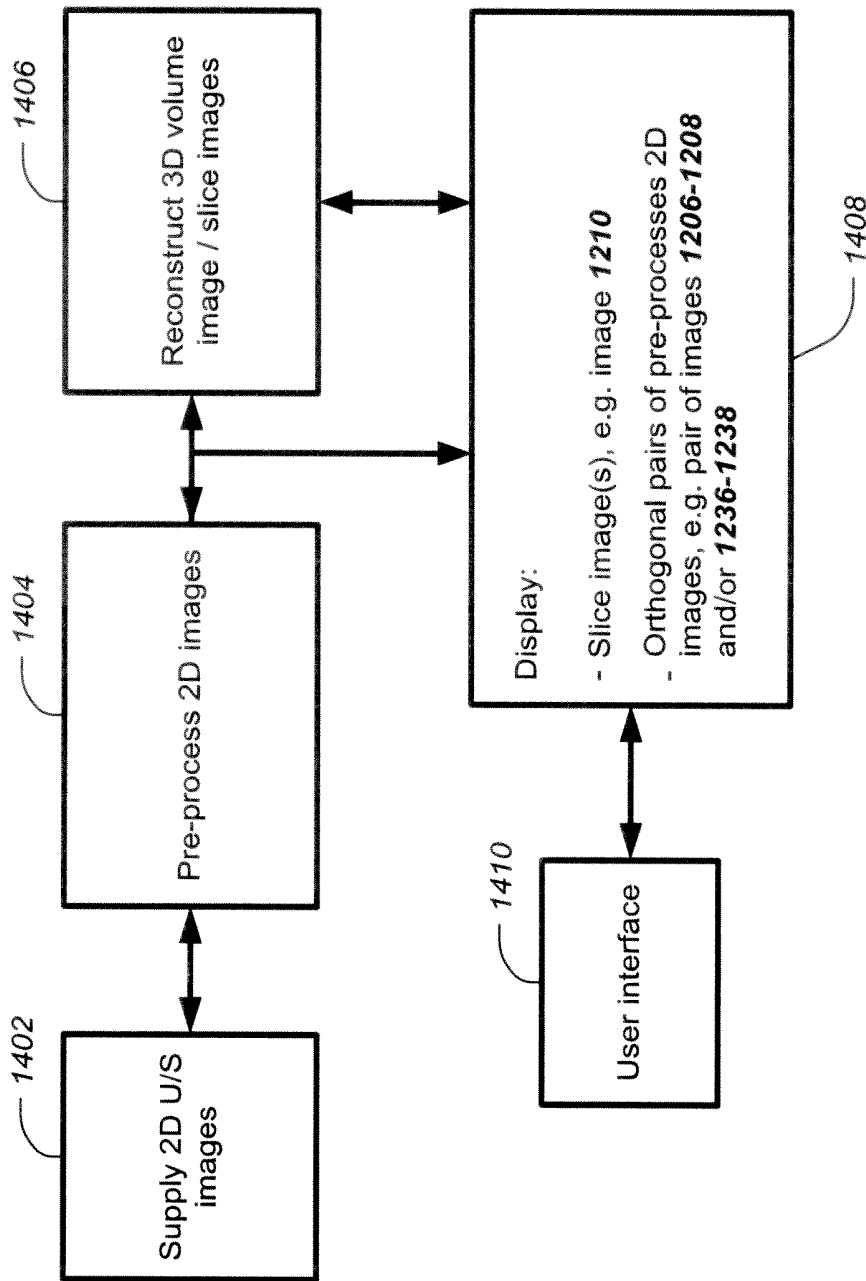 1402
Supply 2D U/S
images
1404
Pre-process 2D images
1406
Reconstruct 3D volume
image / slice images
1410
User interface
Display:
- Slice image(s), e.g. image 1210
- Orthogonal pairs of pre-processes 2D
images, e.g. pair of images 1206-1208
and/or 1236-1238
1408